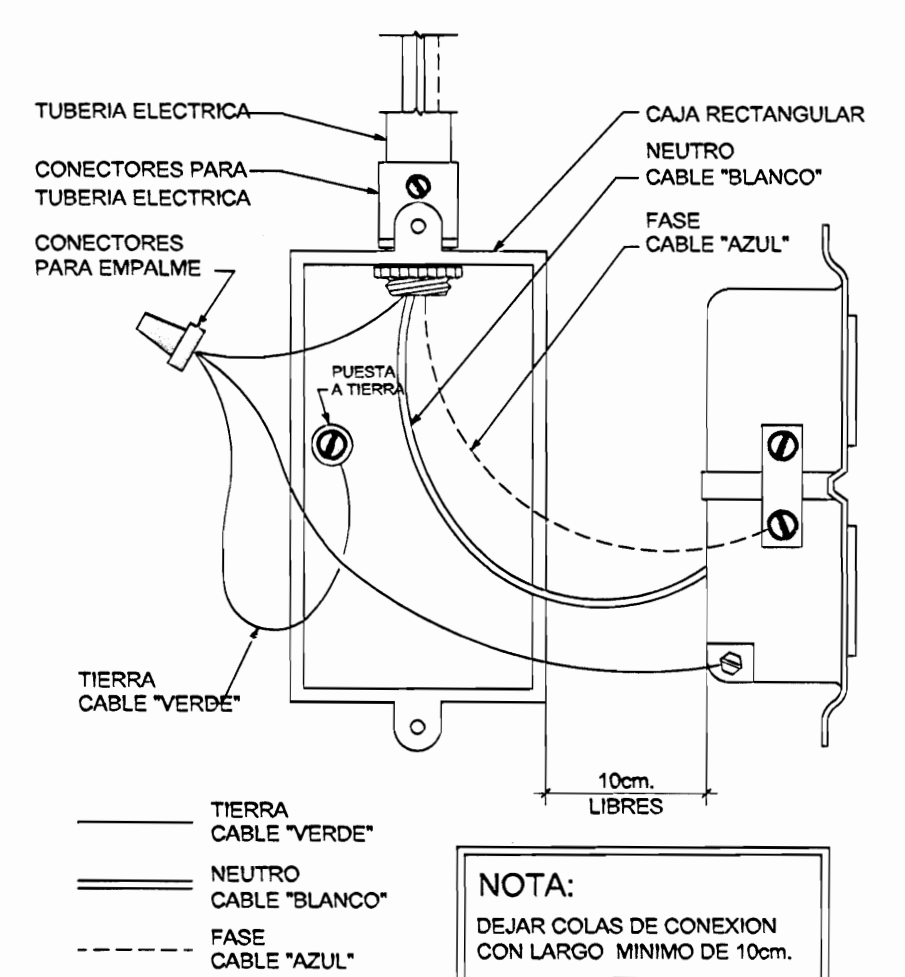 TUBERIA ELECTRICA
CONECTORES PARA
TUBERIA ELECTRICA
CONECTORES
PARA EMPALME
CAJA RECTANGULAR
NEUTRO
CABLE "BLANCO"
FASE
CABLE "AZUL"
PUESTA
A TIERRA
TIERRA
CABLE "VERDE"
10cm.
LIBRES
TIERRA
CABLE "VERDE"
NEUTRO
CABLE "BLANCO"
FASE
CABLE "AZUL"
NOTA:
DEJAR COLAS DE CONEXION
CON LARGO MINIMO DE 10cm.